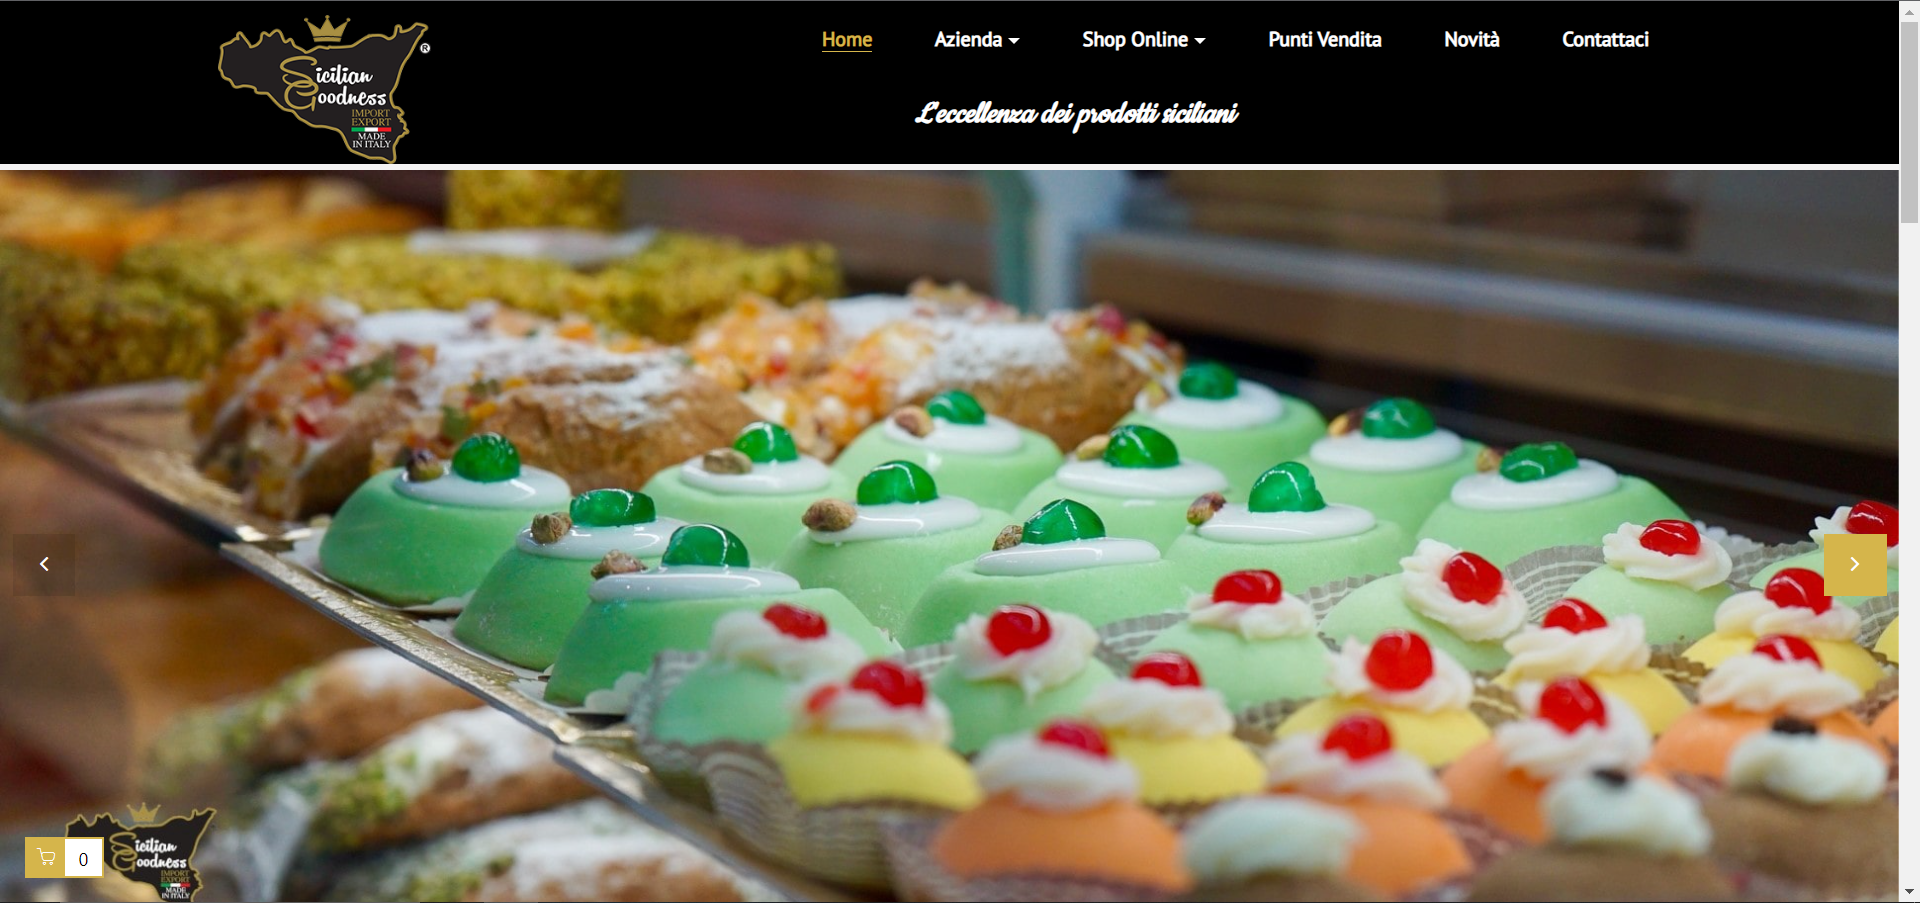 Sicilian
Goodness
IMPORT
EXPORT
MADE
IN ITALY
®
Home
Azienda
Shop Online
Punti Vendita
Novità
Contattaci
L'eccellenza dei prodotti siciliani
Sicilian
Goodness
IMPORT
EXPORT
MADE
IN ITALY
0